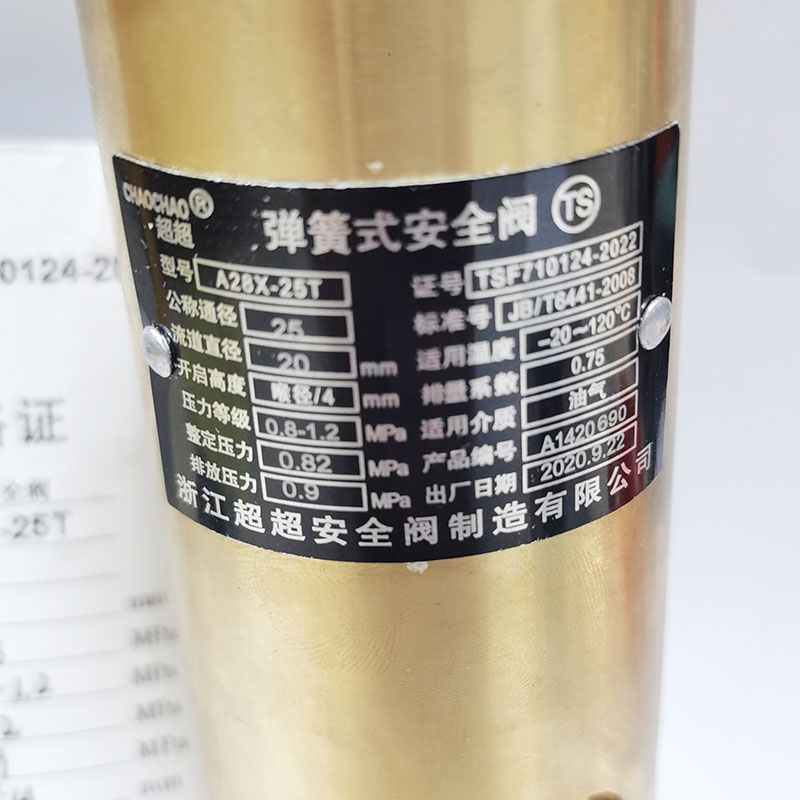 CHAOCHAO®
超超
弹簧式安全阀 TS
型号 A28X-25T
公称通径 25
流道直径 20 mm
开启高度 喉径/4 mm
压力等级 0.8-1.2 MPa
整定压力 0.82
排放压力 0.9 MPa
证号 TSF710124-2022
标准号 JB/T6441-2008
适用温度 -20~120℃
排量系数 0.75
适用介质 油气
产品编号 A1420690
出厂日期 2020.9.22
浙江超超安全阀制造有限公司
0124-20
证
-25T
mm
MPa
-1.2 MPa
2 MPa
/4 mm